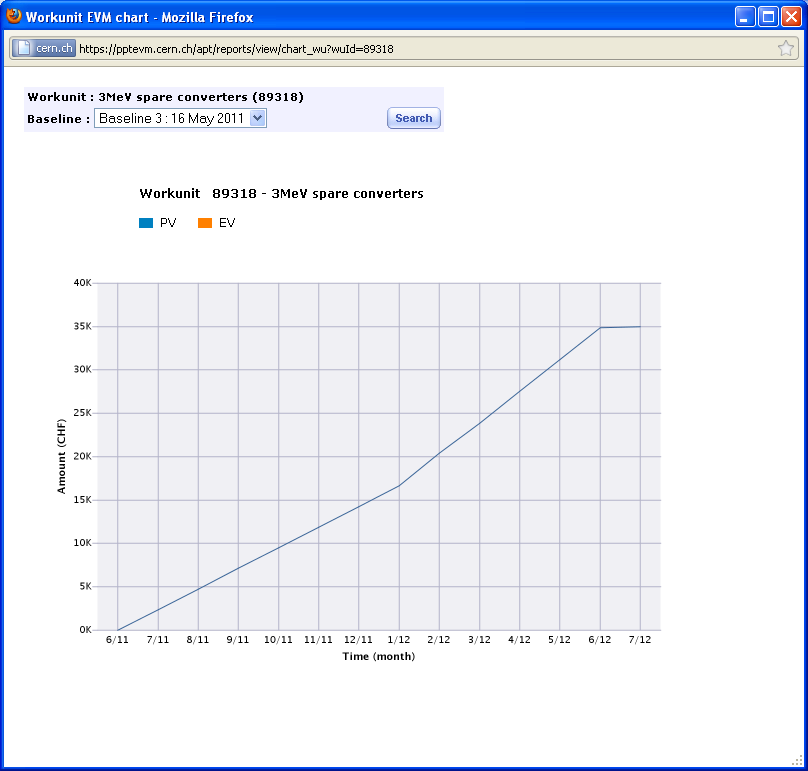 Workunit EVM chart - Mozilla Firefox
cern.ch https://pptevm.cern.ch/apt/reports/view/chart_wu?wuId=89318
Workunit : 3MeV spare converters (89318)
Baseline : Baseline 3 : 16 May 2011 Search
Workunit 89318 - 3MeV spare converters
PV EV
40K
35K
30K
25K
20K
15K
10K
5K
0K
Amount (CHF)
6/11 7/11 8/11 9/11 10/11 11/11 12/11 1/12 2/12 3/12 4/12 5/12 6/12 7/12
Time (month)